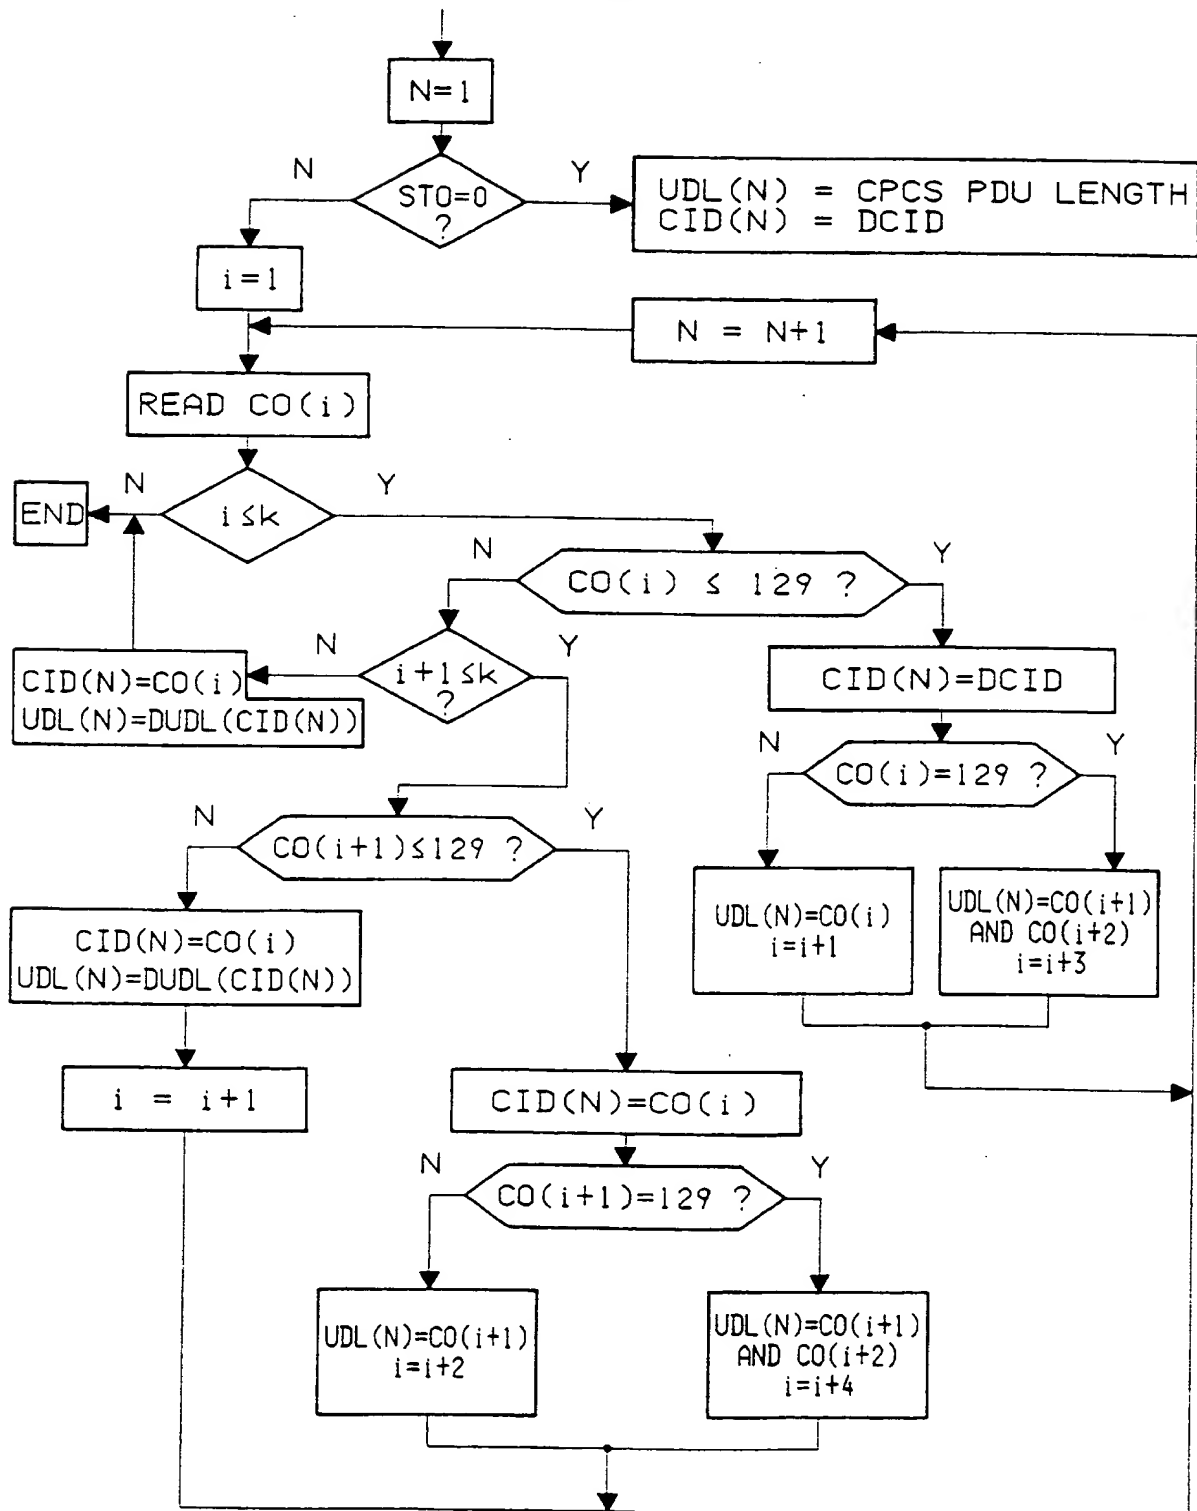 N=1
N
Y
STO=0
?
UDL(N) = CPCS PDU LENGTH
CID(N) = DCID
i=1
N = N+1
READ CO(i)
END
N
i≤k
Y
N
CO(i) ≤ 129 ?
Y
CID(N)=CO(i)
UDL(N)=DUDL(CID(N))
N
i+1≤k
?
Y
CID(N)=DCID
N
CO(i)=129 ?
Y
N
CO(i+1)≤129 ?
Y
UDL(N)=CO(i)
i=i+1
UDL(N)=CO(i+1)
AND CO(i+2)
i=i+3
CID(N)=CO(i)
UDL(N)=DUDL(CID(N))
i = i+1
CID(N)=CO(i)
N
CO(i+1)=129 ?
Y
UDL(N)=CO(i+1)
i=i+2
UDL(N)=CO(i+1)
AND CO(i+2)
i=i+4